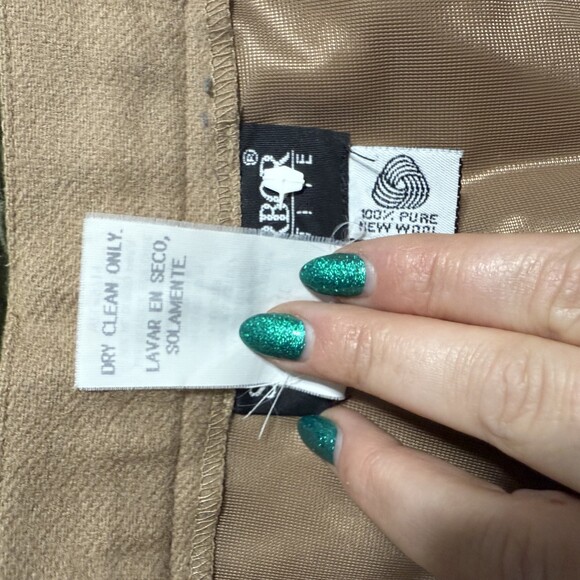 DRY CLEAN ONLY.
LAVAR EN SECO,
SOLAMENTE.
®
100% PURE
NEW WOOL